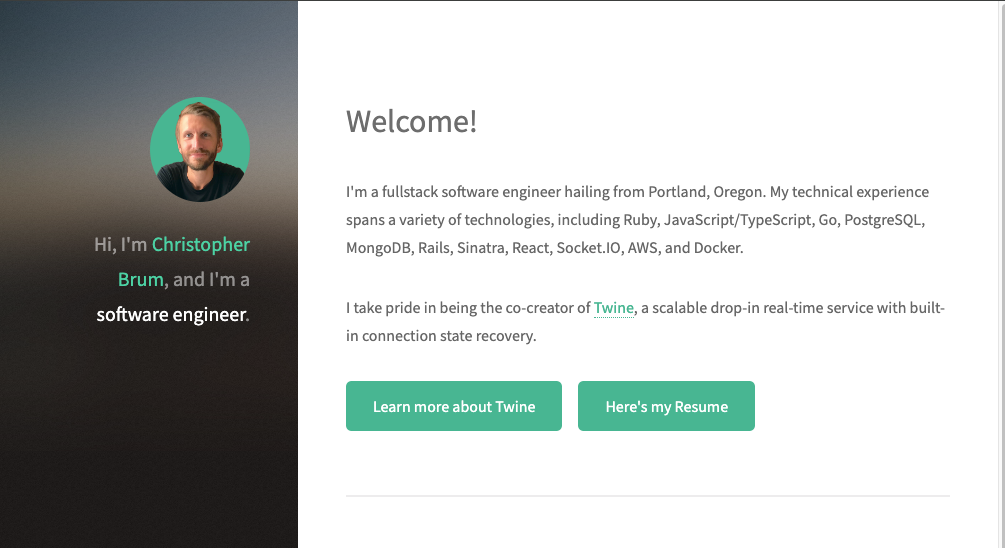 Hi, I'm Christopher
Brum, and I'm a
software engineer.
Welcome!
I'm a fullstack software engineer hailing from Portland, Oregon. My technical experience
spans a variety of technologies, including Ruby, JavaScript/TypeScript, Go, PostgreSQL,
MongoDB, Rails, Sinatra, React, Socket.IO, AWS, and Docker.
I take pride in being the co-creator of Twine, a scalable drop-in real-time service with built-
in connection state recovery.
Learn more about Twine
Here's my Resume